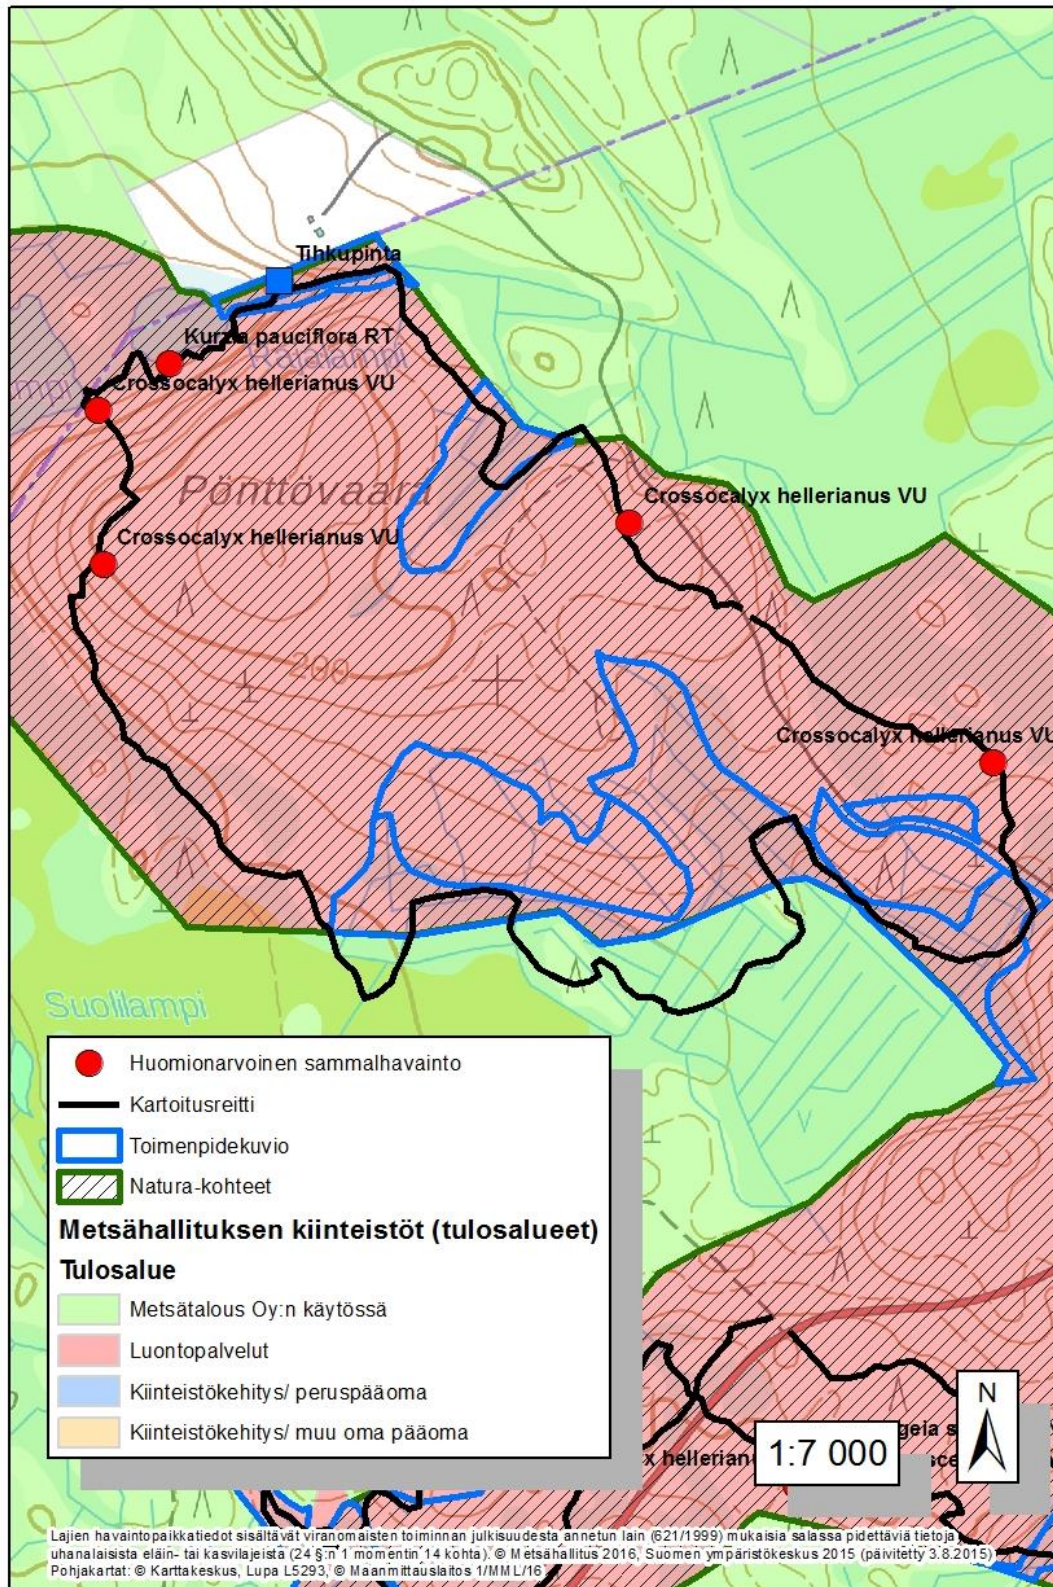 Tihkupinta
Kurzia pauciflora RT
Rajalampi
Crossocalyx hellerianus VU
Pönttövaara
Crossocalyx hellerianus VU
Crossocalyx hellerianus VU
200
Crossocalyx hellerianus VU
Suolilampi
Huomionarvoinen sammalhavainto
Kartoitusreitti
Toimenpidekuvio
Natura-kohteet
Metsähallituksen kiinteistöt (tulosalueet)
Tulosalue
Metsätalous Oy:n käytössä
Luontopalvelut
Kiinteistökehitys/ peruspääoma
Kiinteistökehitys/ muu oma pääoma
N
1:7 000
Lajien havaintopaikkatiedot sisältävät viranomaisten toiminnan julkisuudesta annetun lain (621/1999) mukaisia salassa pidettäviä tietoja
uhanalaisista eläin- tai kasvilajeista (24 §:n 1 momentin 14 kohta). © Metsähallitus 2016, Suomen ympäristökeskus 2015 (päivitetty 3.8.2015)
Pohjakartat: © Karttakeskus, Lupa L5293, © Maanmittauslaitos 1/MML/16